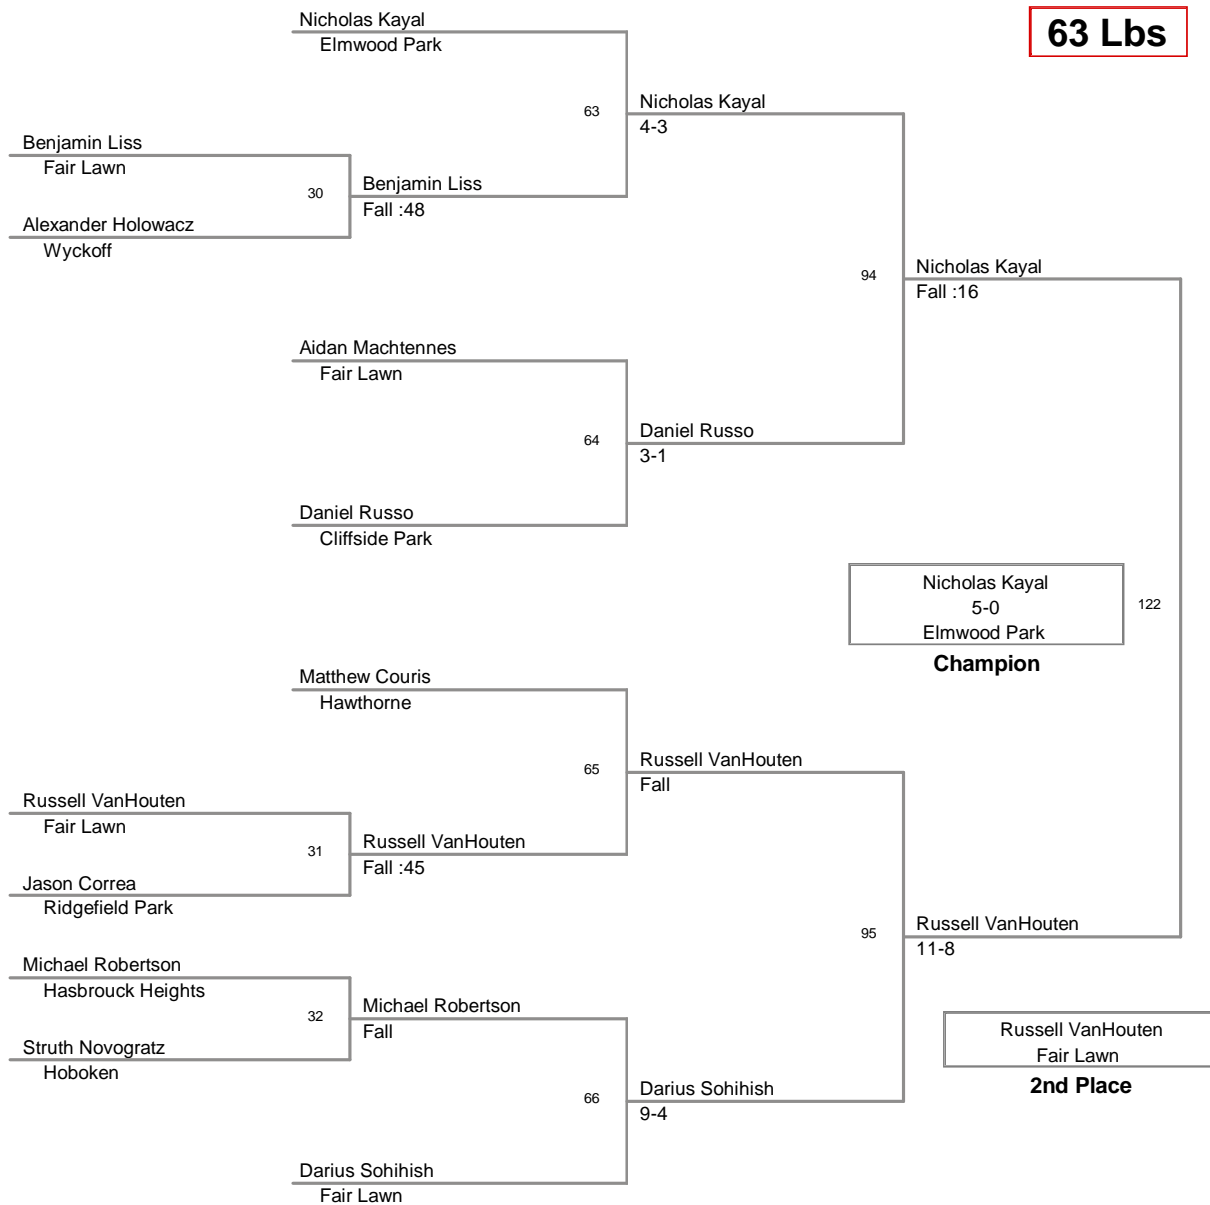 63 Lbs
Nicholas Kayal
Elmwood Park
63
Nicholas Kayal
4-3
Benjamin Liss
Fair Lawn
30
Benjamin Liss
Fall :48
Alexander Holowacz
Wyckoff
94
Nicholas Kayal
Fall :16
Aidan Machtennes
Fair Lawn
64
Daniel Russo
3-1
Daniel Russo
Cliffside Park
Nicholas Kayal
5-0
Elmwood Park
122
Champion
Matthew Couris
Hawthorne
65
Russell VanHouten
Fall
Russell VanHouten
Fair Lawn
31
Russell VanHouten
Fall :45
Jason Correa
Ridgefield Park
95
Russell VanHouten
11-8
Michael Robertson
Hasbrouck Heights
32
Michael Robertson
Fall
Struth Novogratz
Hoboken
Russell VanHouten
Fair Lawn
2nd Place
66
Darius Sohihish
9-4
Darius Sohihish
Fair Lawn